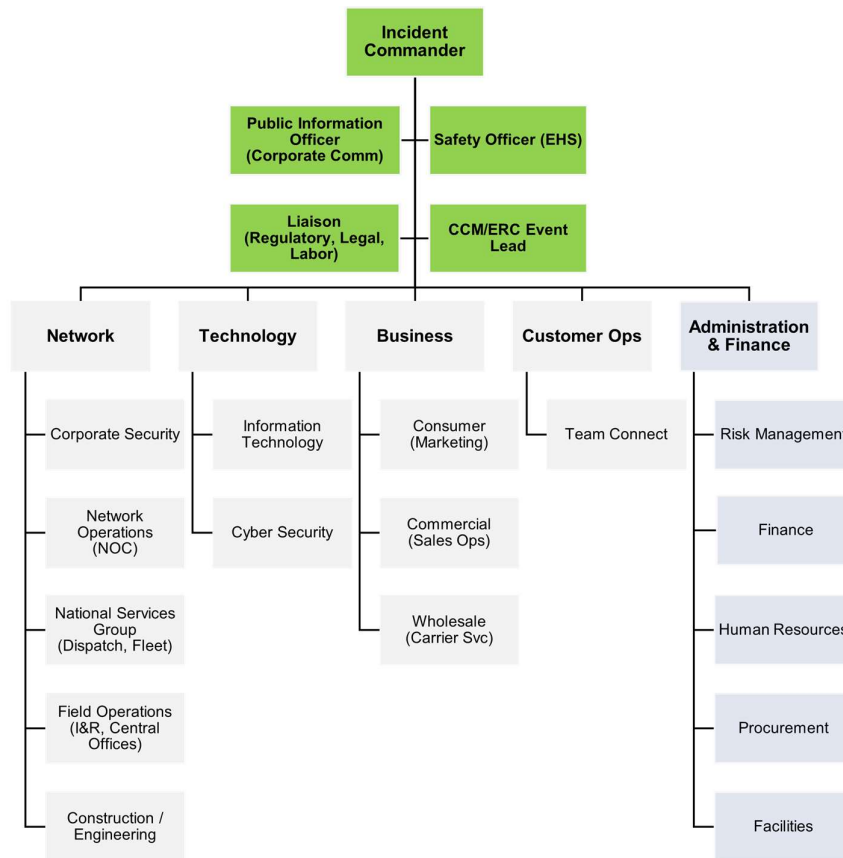 Incident
Commander
Public Information
Officer
(Corporate Comm)
Safety Officer (EHS)
Liaison
(Regulatory, Legal,
Labor)
CCM/ERC Event
Lead
Network
Technology
Business
Customer Ops
Administration
& Finance
Corporate Security
Network
Operations
(NOC)
National Services
Group
(Dispatch, Fleet)
Field Operations
(I&R, Central
Offices)
Construction /
Engineering
Information
Technology
Cyber Security
Consumer
(Marketing)
Commercial
(Sales Ops)
Wholesale
(Carrier Svc)
Team Connect
Risk Management
Finance
Human Resources
Procurement
Facilities